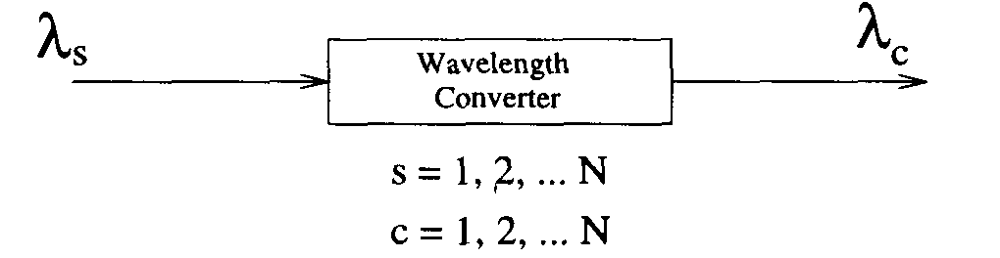 λs
λc
Wavelength
Converter
s = 1, 2, ... N
c = 1, 2, ... N